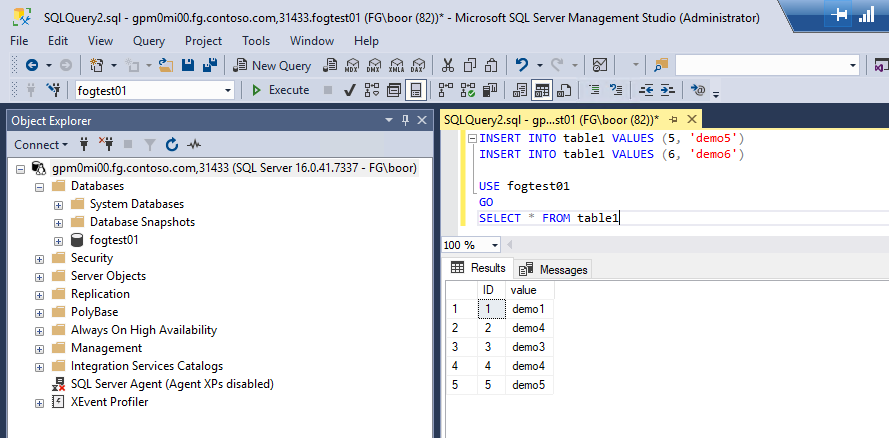 SQLQuery2.sql - gpm0mi00.fg.contoso.com,31433.fogtest01 (FG\boor (82))* - Microsoft SQL Server Management Studio (Administrator)
File Edit View Query Project Tools Window Help
New Query MDX DMX XMLA DAX
fogtest01 Execute
Object Explorer
Connect
gpm0mi00.fg.contoso.com,31433 (SQL Server 16.0.41.7337 - FG\boor)
Databases
System Databases
Database Snapshots
fogtest01
Security
Server Objects
Replication
PolyBase
Always On High Availability
Management
Integration Services Catalogs
SQL Server Agent (Agent XPs disabled)
XEvent Profiler
SQLQuery2.sql - gp...st01 (FG\boor (82))*
INSERT INTO table1 VALUES (5, 'demo5')
INSERT INTO table1 VALUES (6, 'demo6')
USE fogtest01
GO
SELECT * FROM table1
100 %
Results Messages
ID value
1 1 demo1
2 2 demo4
3 3 demo3
4 4 demo4
5 5 demo5